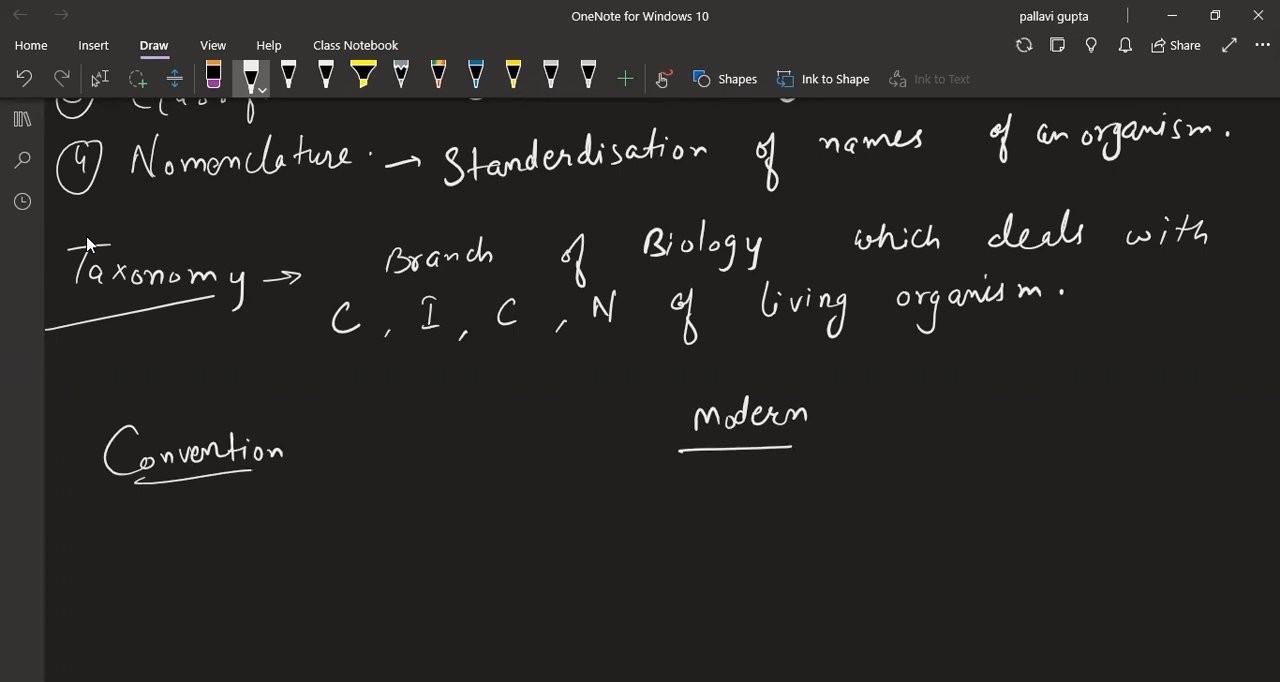 OneNote for Windows 10
pallavi gupta
Home Insert Draw View Help Class Notebook
Share
Shapes Ink to Shape Ink to Text
④ Nomenclature. → Standerdisation of names of an organism.
Taxonomy → Branch of Biology which deals with
C, I, C, N of living organism.
Convention Modern